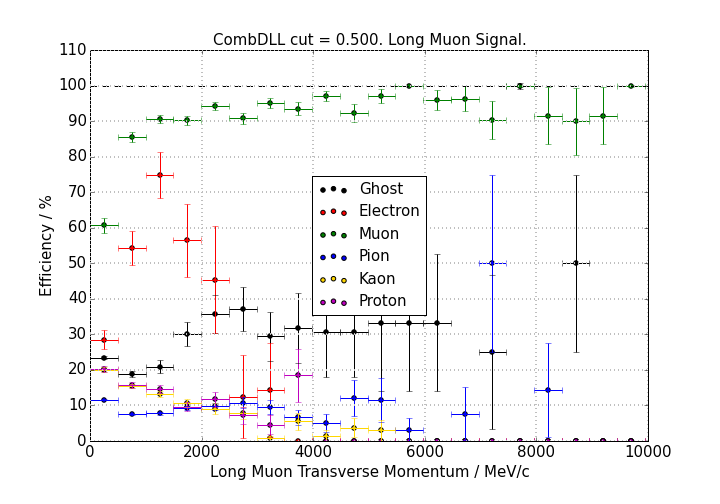 CombDLL cut = 0.500. Long Muon Signal.
110
100
90
80
70
60
50
40
30
20
10
0
Efficiency / %
Ghost
Electron
Muon
Pion
Kaon
Proton
0 2000 4000 6000 8000 10000
Long Muon Transverse Momentum / MeV/c